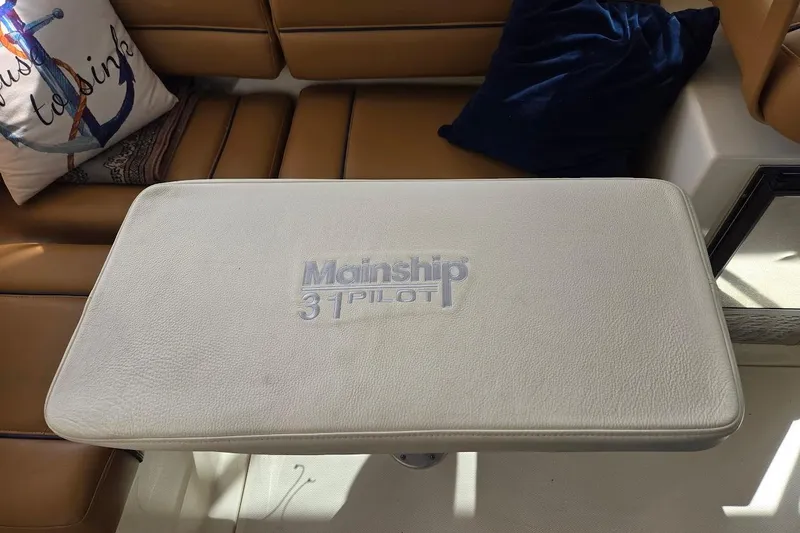 to sink
Mainship
31 PILOT